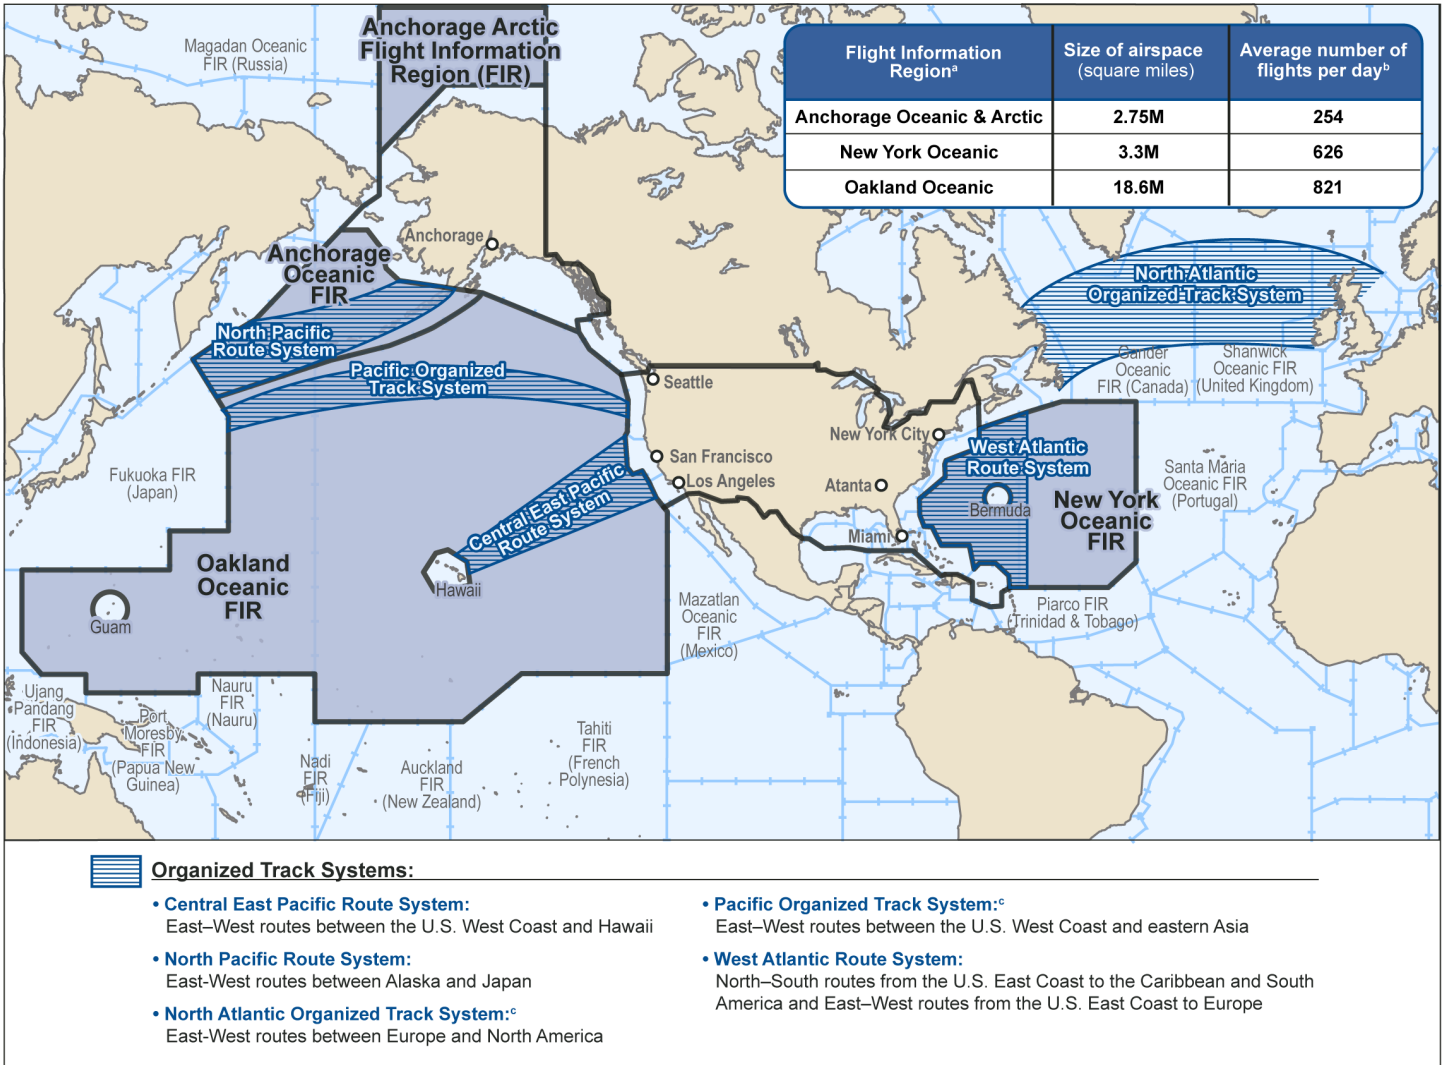 Anchorage Arctic
Flight Information
Region (FIR)
Magadan Oceanic
FIR (Russia)
Flight Information
Regionᵃ
Size of airspace
(square miles)
Average number of
flights per dayᵇ
Anchorage Oceanic & Arctic 2.75M 254
New York Oceanic 3.3M 626
Oakland Oceanic 18.6M 821
Anchorage
Anchorage
Oceanic
FIR
North Atlantic
Organized Track System
North Pacific
Route System
Pacific Organized
Track System
Gander
Oceanic
FIR (Canada)
Shanwick
Oceanic FIR
(United Kingdom)
Seattle
New York City
West Atlantic
Route System
San Francisco
Los Angeles
Atanta
Miami
Bermuda
New York
Oceanic
FIR
Santa Maria
Oceanic FIR
(Portugal)
Fukuoka FIR
(Japan)
Central East Pacific
Route System
Oakland
Oceanic
FIR
Hawaii
Guam
Mazatlan
Oceanic
FIR
(Mexico)
Piarco FIR
(Trinidad & Tobago)
Ujang
Pandang
FIR
(Indonesia)
Port
Moresby
FIR
(Papua New
Guinea)
Nauru
FIR
(Nauru)
Nadi
FIR
(Fiji)
Auckland
FIR
(New Zealand)
Tahiti
FIR
(French
Polynesia)
Organized Track Systems:
• Central East Pacific Route System:
East–West routes between the U.S. West Coast and Hawaii
• North Pacific Route System:
East-West routes between Alaska and Japan
• North Atlantic Organized Track System:ᶜ
East-West routes between Europe and North America
• Pacific Organized Track System:ᶜ
East–West routes between the U.S. West Coast and eastern Asia
• West Atlantic Route System:
North–South routes from the U.S. East Coast to the Caribbean and South
America and East–West routes from the U.S. East Coast to Europe